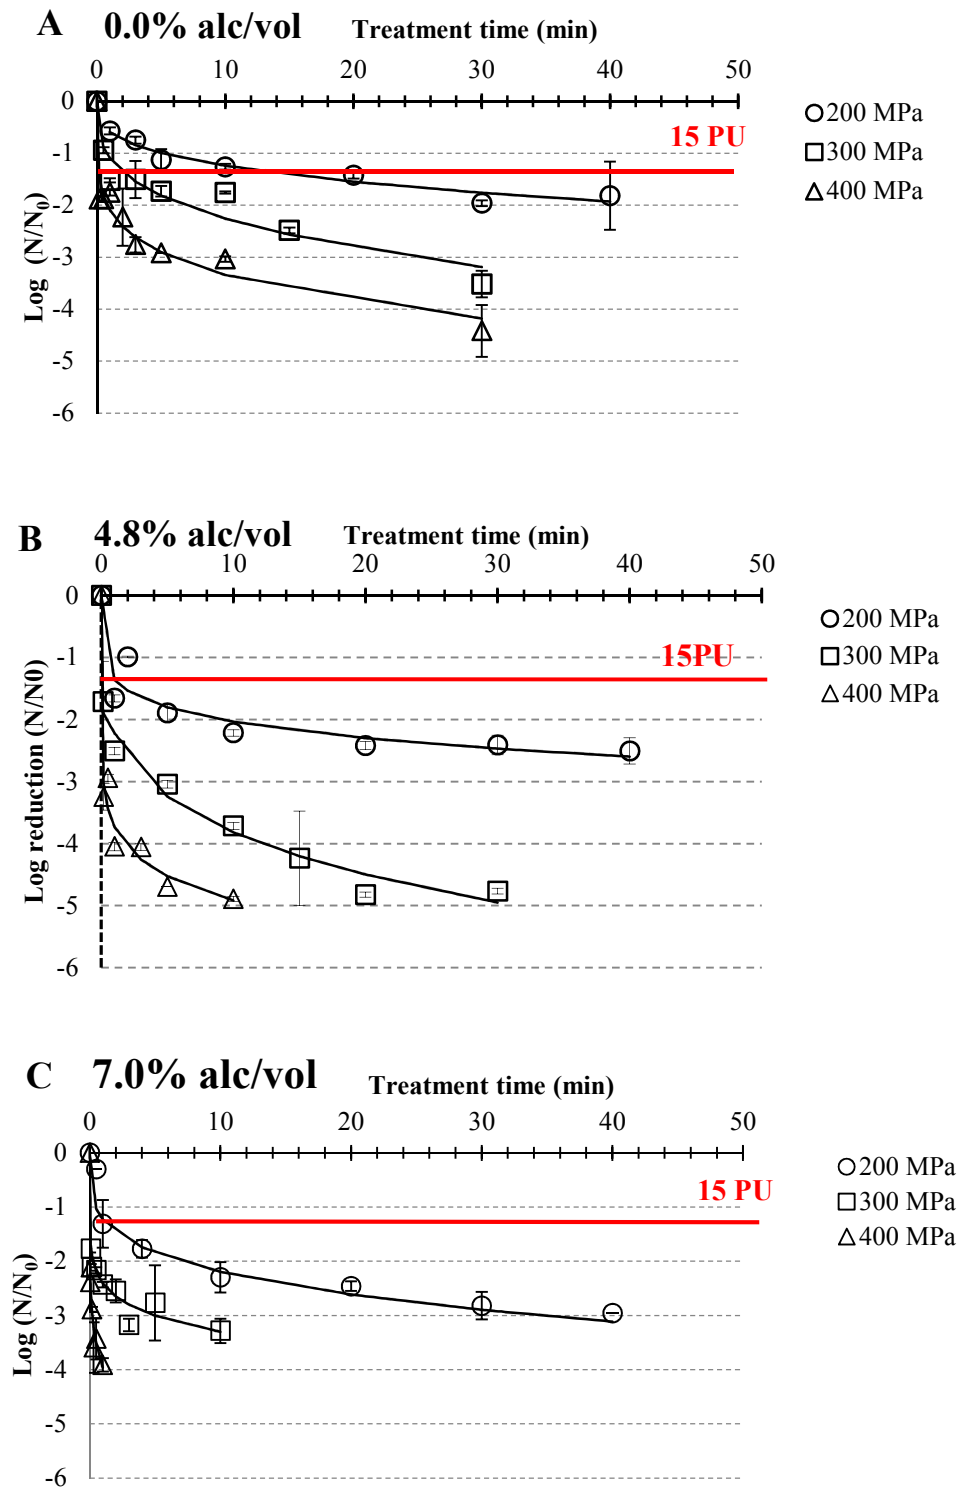 A 0.0% alc/vol Treatment time (min)
0 10 20 30 40 50
0
-1
-2
-3
-4
-5
-6
Log (N/N0)
15 PU
200 MPa
300 MPa
400 MPa
B 4.8% alc/vol Treatment time (min)
0 10 20 30 40 50
0
-1
-2
-3
-4
-5
-6
Log reduction (N/N0)
15PU
200 MPa
300 MPa
400 MPa
C 7.0% alc/vol Treatment time (min)
0 10 20 30 40 50
0
-1
-2
-3
-4
-5
-6
Log (N/N0)
15 PU
200 MPa
300 MPa
400 MPa